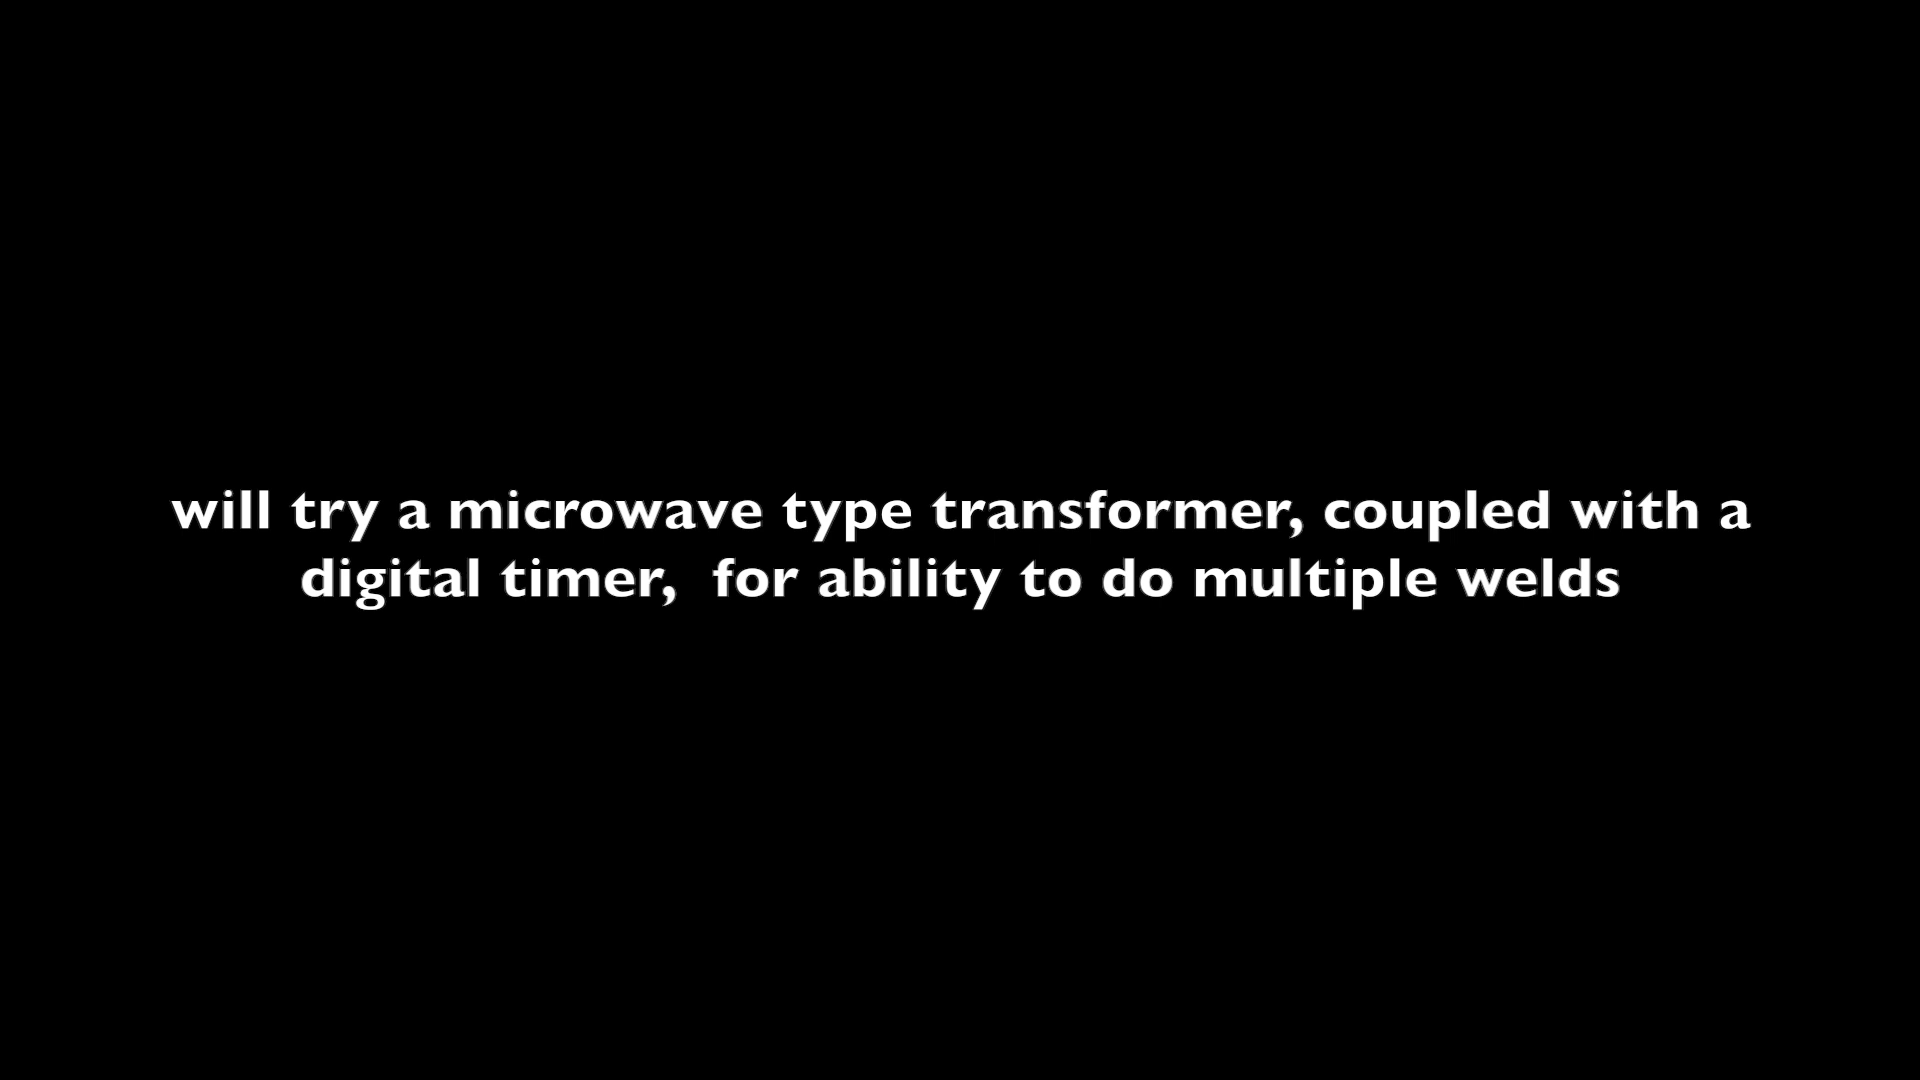 will try a microwave type transformer, coupled with a
digital timer,  for ability to do multiple welds